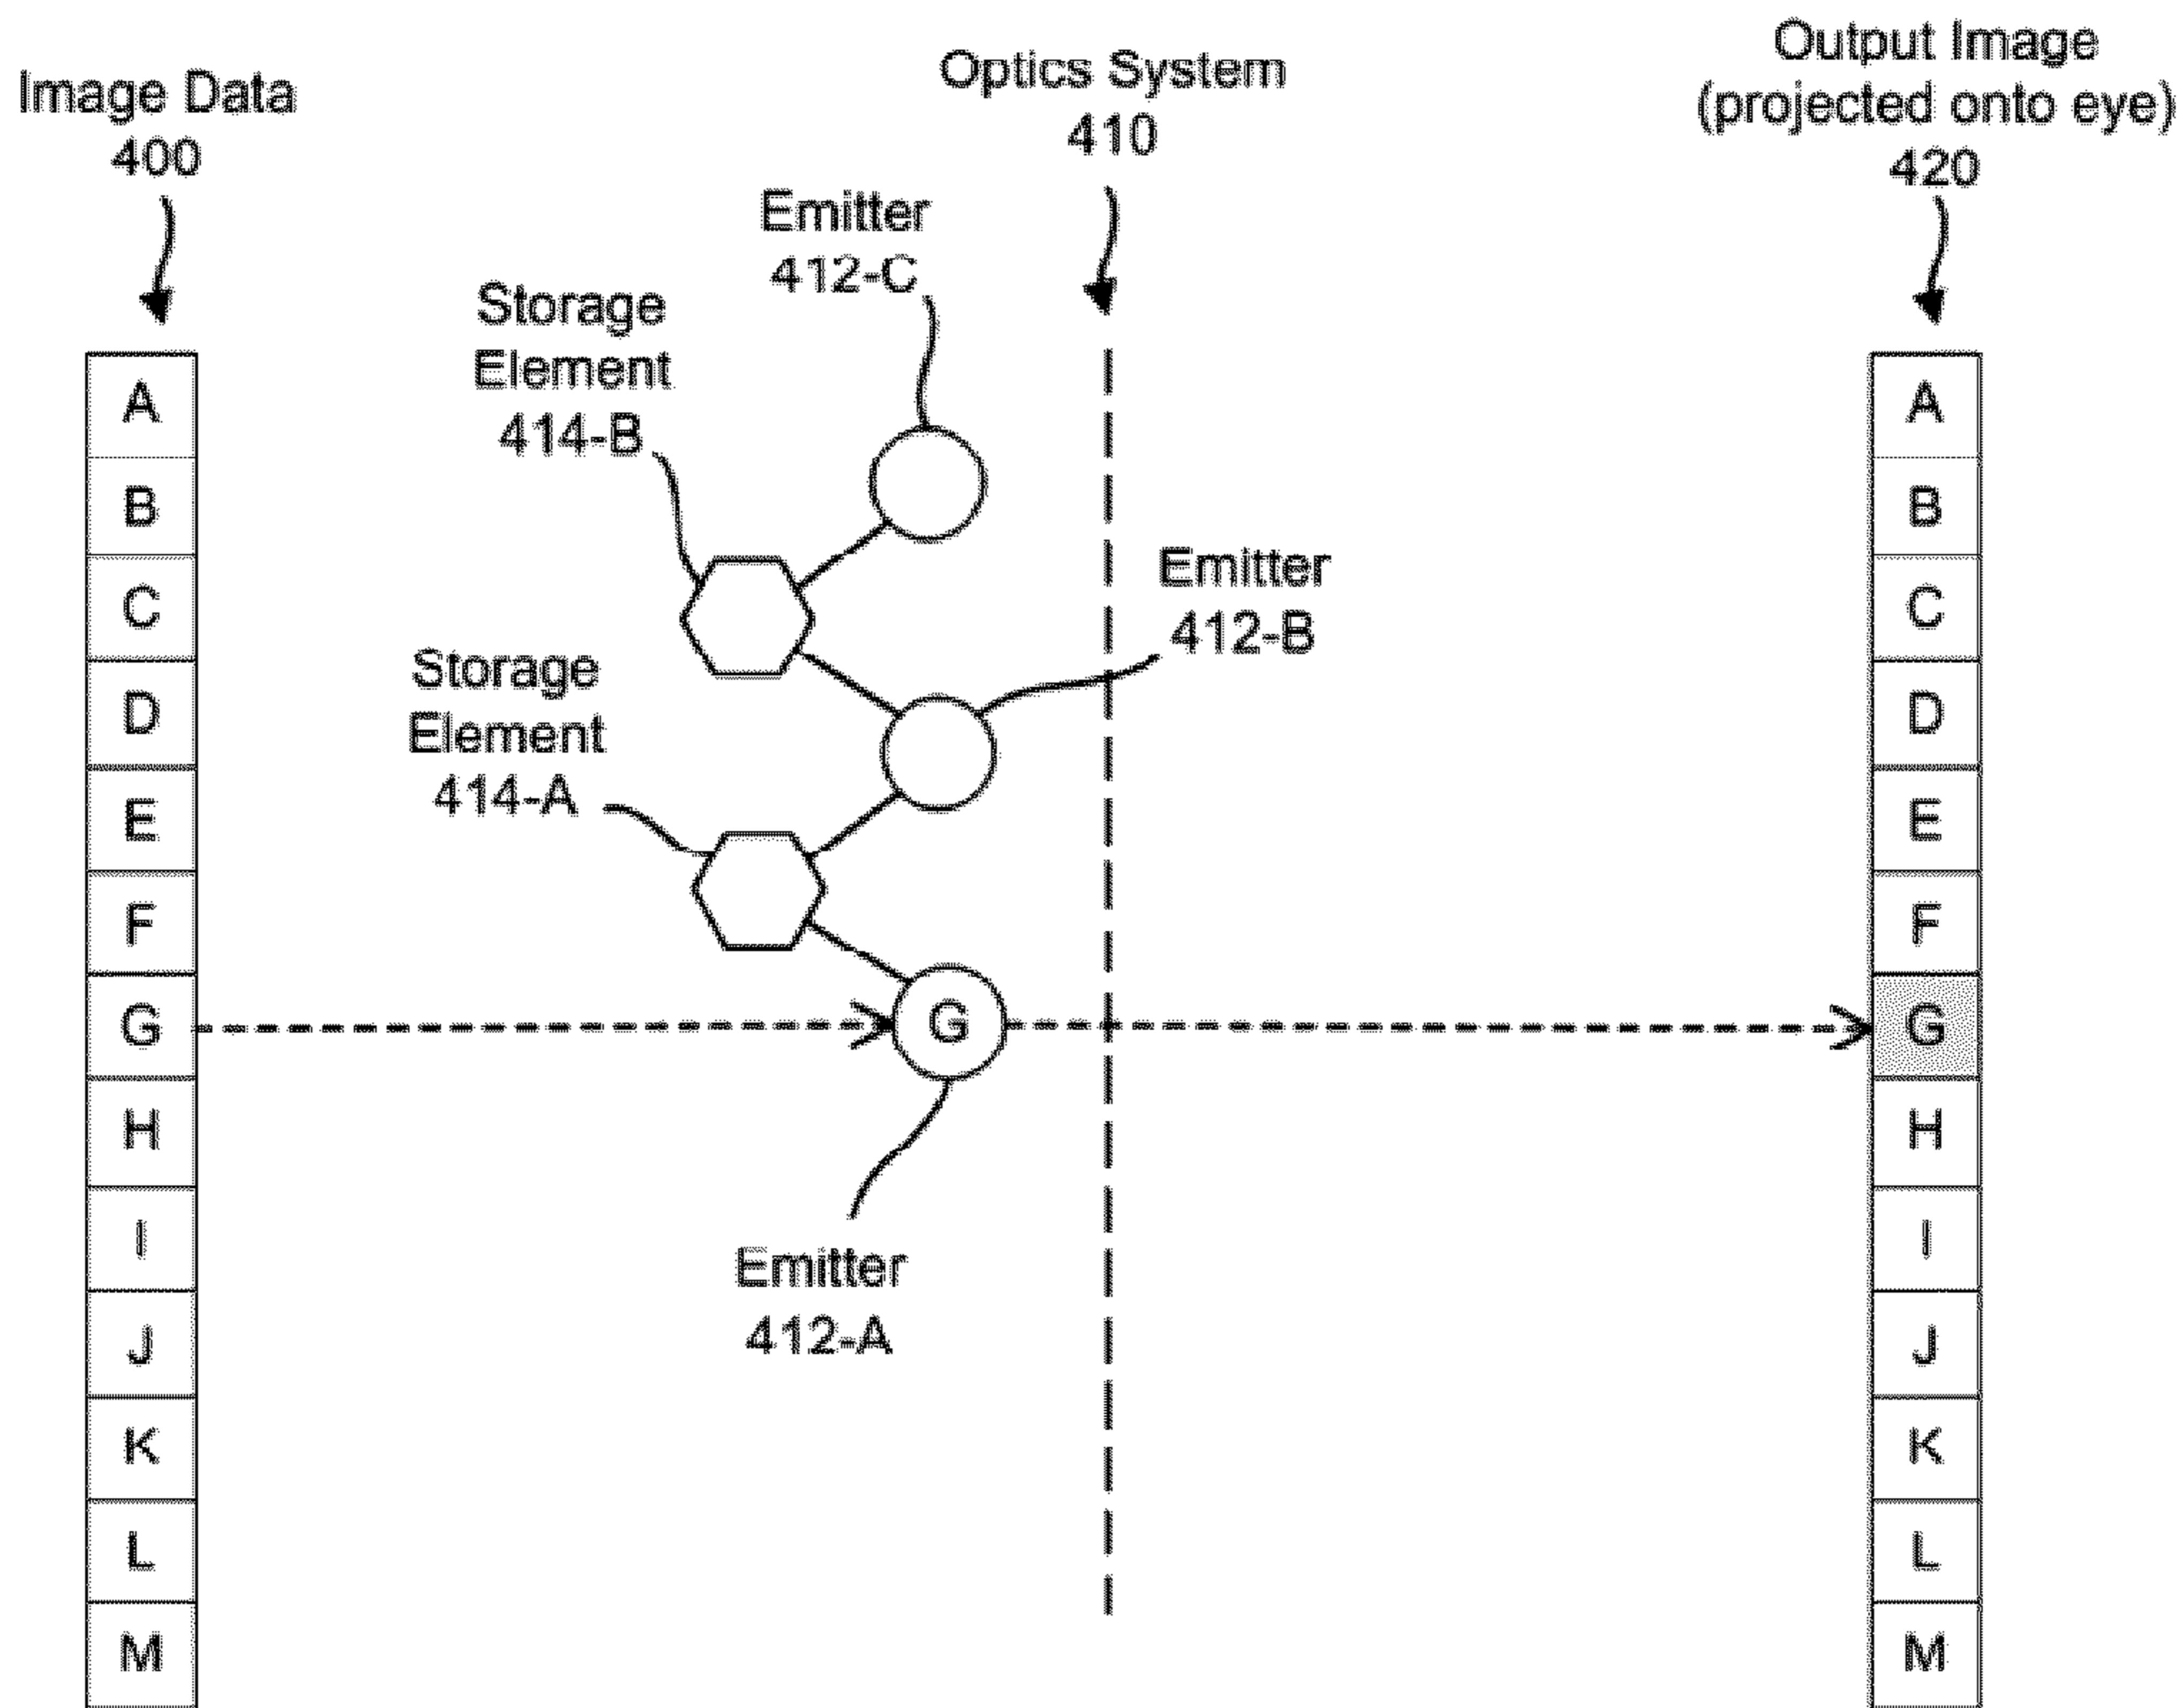 Image Data
400
Optics System
410
Output Image
(projected onto eye)
420
Emitter
412-C
Storage
Element
414-B
Emitter
412-B
Storage
Element
414-A
Emitter
412-A
A
B
C
D
E
F
G
H
I
J
K
L
M
G
A
B
C
D
E
F
G
H
I
J
K
L
M